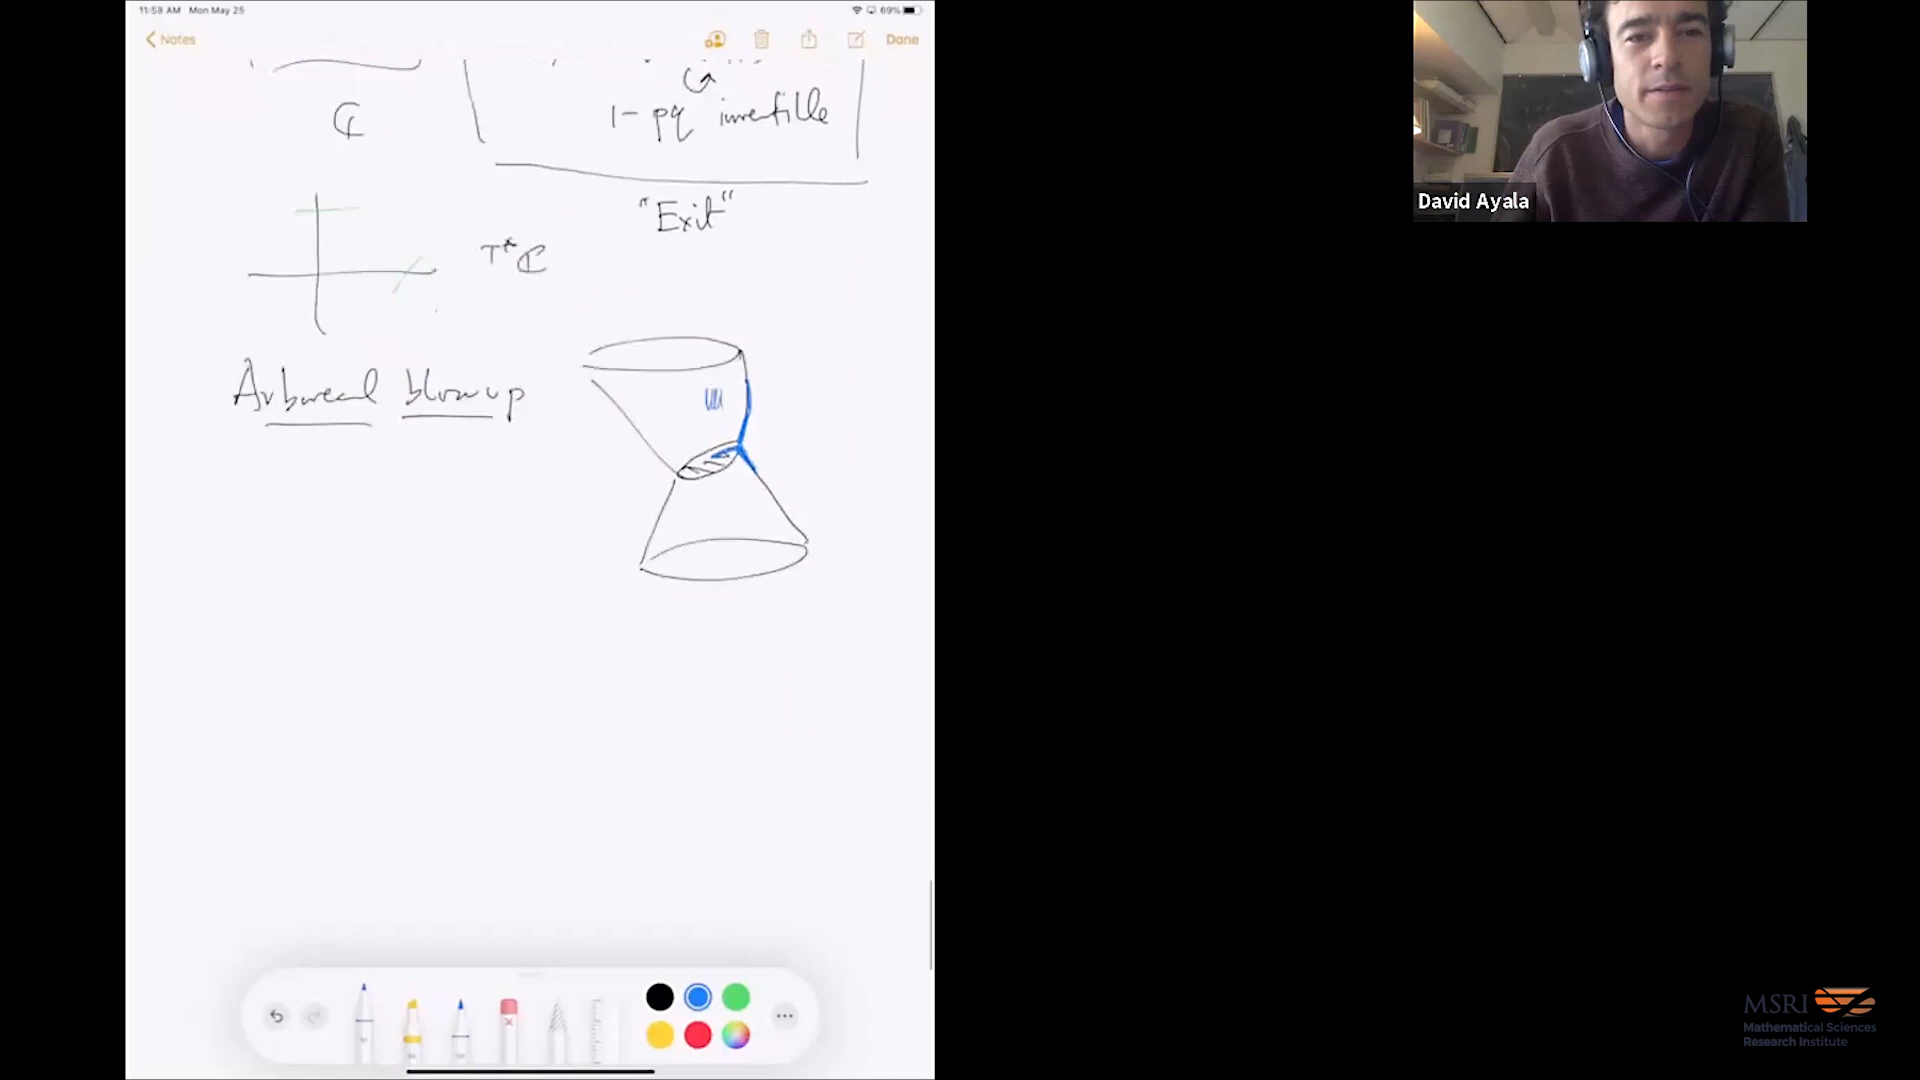 11:58 AM Mon May 25
69%
Notes
Done
ℂ
1 - pq invertible
"Exit"
T*ℂ
Arboreal blowup
David Ayala
MSRI
Mathematical Sciences
Research Institute